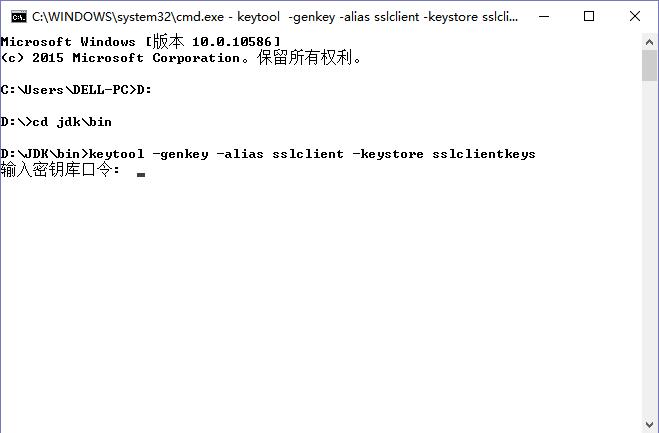 C:\WINDOWS\system32\cmd.exe - keytool  -genkey -alias sslclient -keystore sslcli...
Microsoft Windows [版本 10.0.10586]
(c) 2015 Microsoft Corporation。保留所有权利。
C:\Users\DELL-PC>D:
D:\>cd jdk\bin
D:\JDK\bin>keytool -genkey -alias sslclient -keystore sslclientkeys
输入密钥库口令: